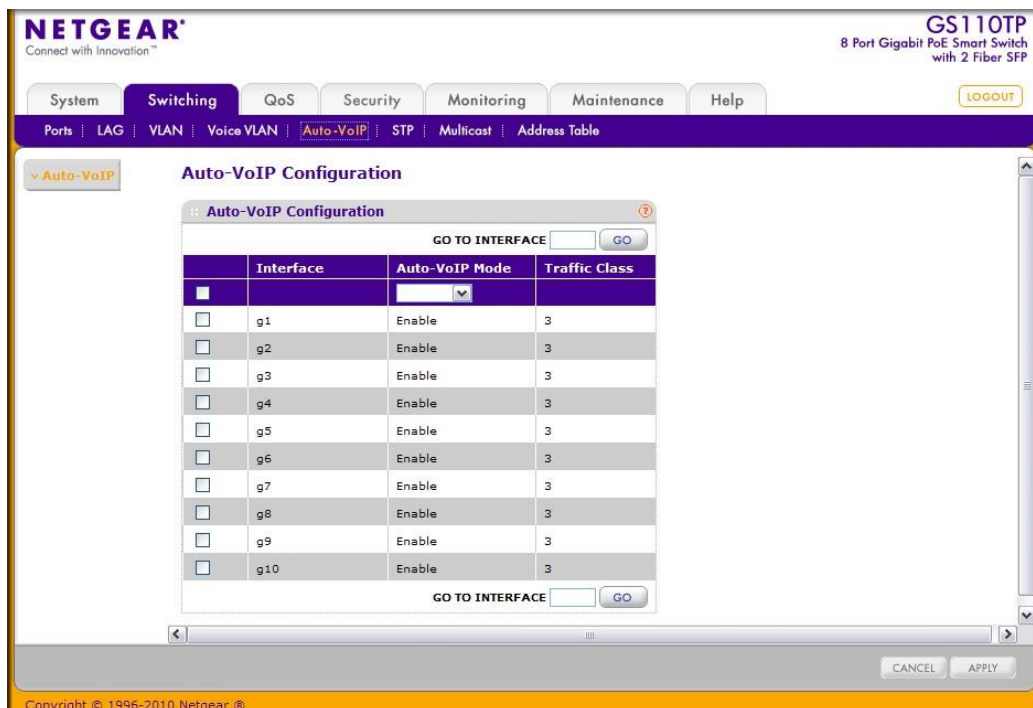 NETGEAR®
Connect with Innovation™
GS110TP
8 Port Gigabit PoE Smart Switch
with 2 Fiber SFP
System Switching QoS Security Monitoring Maintenance Help LOGOUT
Ports | LAG | VLAN | Voice VLAN | Auto-VoIP | STP | Multicast | Address Table
Auto-VoIP
Auto-VoIP Configuration
Auto-VoIP Configuration ?
GO TO INTERFACE GO
Interface Auto-VoIP Mode Traffic Class
g1 Enable 3
g2 Enable 3
g3 Enable 3
g4 Enable 3
g5 Enable 3
g6 Enable 3
g7 Enable 3
g8 Enable 3
g9 Enable 3
g10 Enable 3
GO TO INTERFACE GO
CANCEL APPLY
Copyright © 1996-2010 Netgear ®